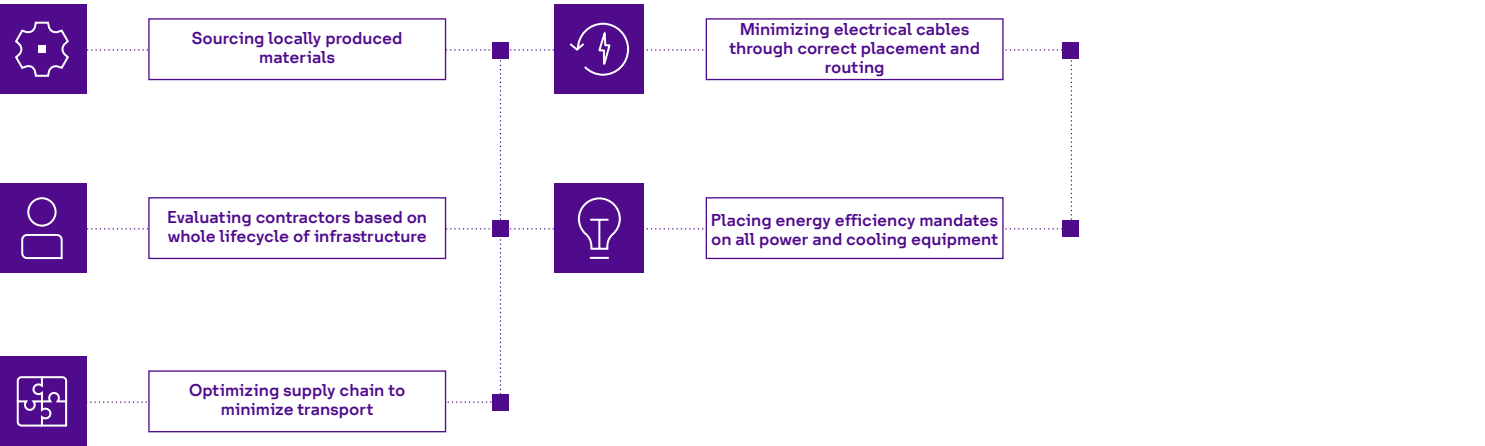 Sourcing locally produced
materials
Minimizing electrical cables
through correct placement and
routing
Evaluating contractors based on
whole lifecycle of infrastructure
Placing energy efficiency mandates
on all power and cooling equipment
Optimizing supply chain to
minimize transport